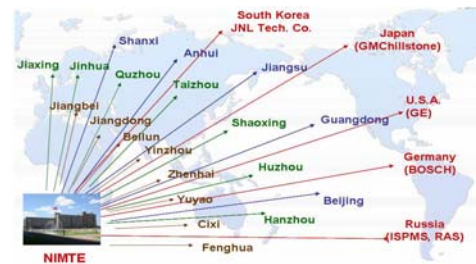 South Korea
JNL Tech. Co.
Japan
(GMChillstone)
Shanxi
Anhui
Jiaxing
Jinhua
Quzhou
Jiangsu
Taizhou
U.S.A.
(GE)
Jiangbei
Jiangdong
Guangdong
Beilun
Shaoxing
Yinzhou
Germany
(BOSCH)
Zhenhai
Huzhou
Yuyao
Beijing
Hanzhou
Cixi
Russia
(ISPMS, RAS)
Fenghua
NIMTE